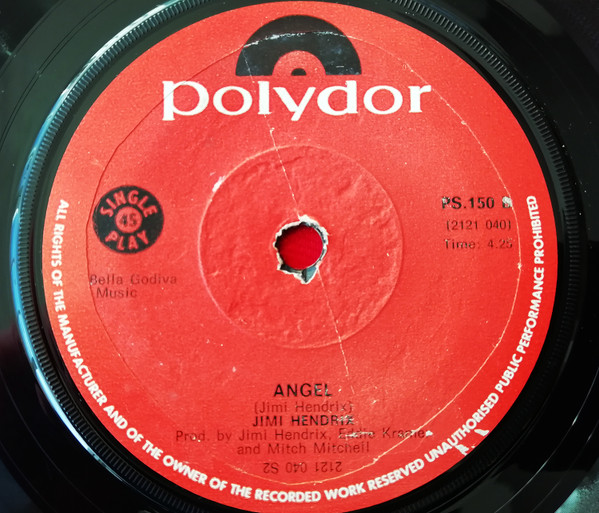 polydor
SINGLE
45
PLAY
PS.150
(2121 040)
Time: 4.25
Bella Godiva
Music
ANGEL
(Jimi Hendrix)
JIMI HENDRIX
Prod. by Jimi Hendrix, Eddie Kramer
and Mitch Mitchell
2121 040 S2
ALL RIGHTS OF THE MANUFACTURER AND OF THE OWNER OF THE RECORDED WORK RESERVED UNAUTHORISED PUBLIC PERFORMANCE PROHIBITED